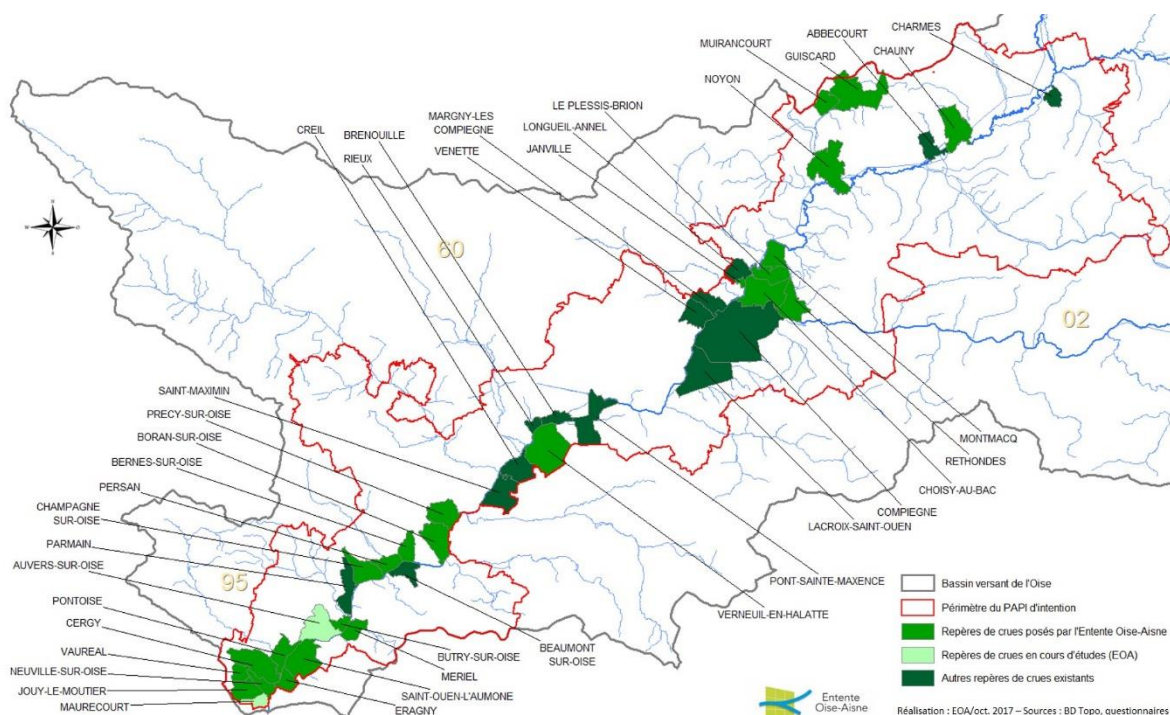 CHARMES
ABBECOURT
MUIRANCOURT
CHAUNY
GUISCARD
NOYON
LE PLESSIS-BRION
MARGNY-LES
COMPIEGNE
LONGUEIL-ANNEL
CREIL
BRENOUILLE
JANVILLE
VENETTE
RIEUX
N
O
E
S
60
02
SAINT-MAXIMIN
PRECY-SUR-OISE
BORAN-SUR-OISE
BERNES-SUR-OISE
PERSAN
CHAMPAGNE
SUR-OISE
PARMAIN
AUVERS-SUR-OISE
95
PONTOISE
CERGY
VAUREAL
NEUVILLE-SUR-OISE
JOUY-LE-MOUTIER
MAURECOURT
MONTMACQ
RETHONDES
CHOISY-AU-BAC
COMPIEGNE
LACROIX-SAINT-OUEN
PONT-SAINTE-MAXENCE
VERNEUIL-EN-HALATTE
BEAUMONT
SUR-OISE
BUTRY-SUR-OISE
MERIEL
SAINT-OUEN-L'AUMONE
ERAGNY
Bassin versant de l'Oise
Périmètre du PAPI d'intention
Repères de crues posés par l'Entente Oise-Aisne
Repères de crues en cours d'études (EOA)
Autres repères de crues existants
Entente
Oise-Aisne
Réalisation : EOA/oct. 2017 – Sources : BD Topo, questionnaires